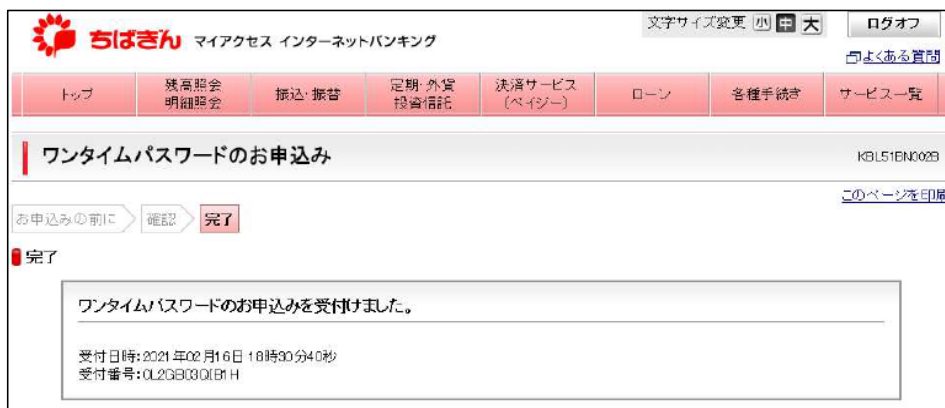 ちばぎん マイアクセス インターネットバンキング
文字サイズ変更 小 中 大
ログオフ
よくある質問
トップ
残高照会
明細照会
振込・振替
定期・外貨
投資信託
決済サービス
(ペイジー)
ローン
各種手続き
サービス一覧
ワンタイムパスワードのお申込み
KBL51BN002B
このページを印刷
お申込みの前に 確認 完了
完了
ワンタイムパスワードのお申込みを受付けました。
受付日時:2021年02月16日 18時30分40秒
受付番号: